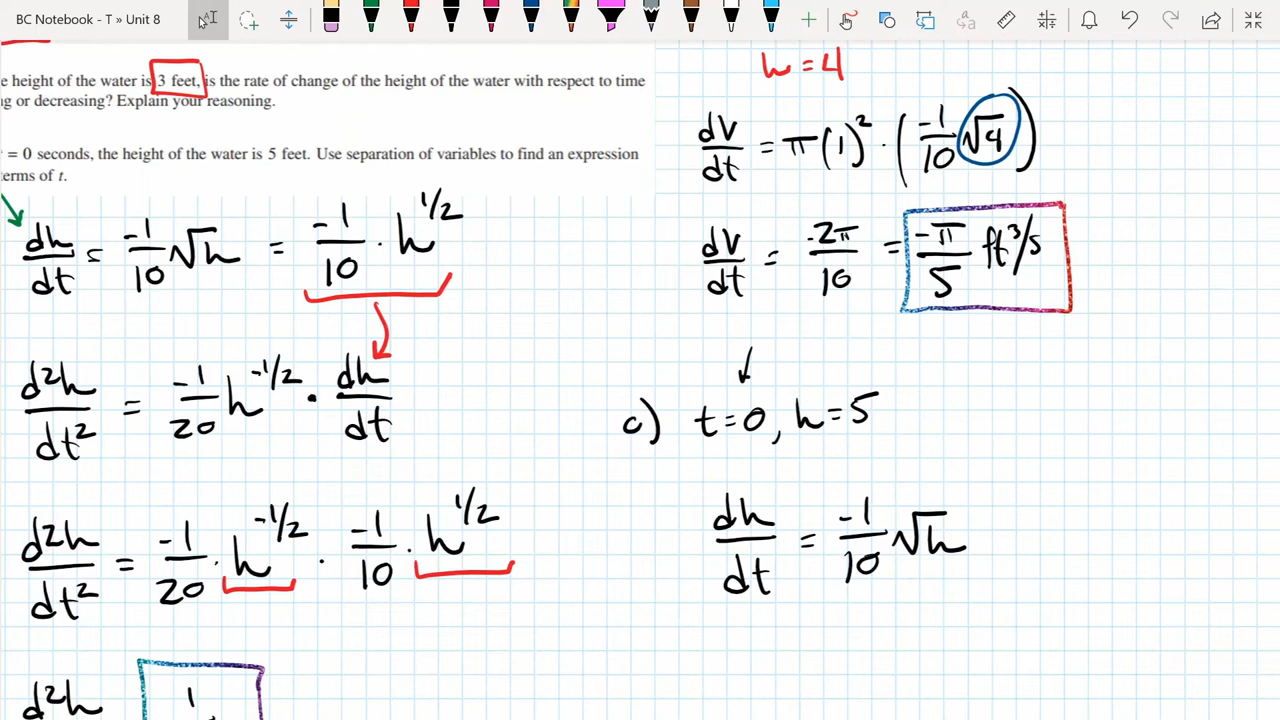 BC Notebook - T » Unit 8
e height of the water is 3 feet, is the rate of change of the height of the water with respect to time
ng or decreasing? Explain your reasoning.
= 0 seconds, the height of the water is 5 feet. Use separation of variables to find an expression
terms of t.
dh/dt = -1/10 √h = -1/10 · h^1/2
d²h/dt² = -1/20 h^-1/2 · dh/dt
d²h/dt² = -1/20 · h^-1/2 · -1/10 · h^1/2
d²h 1
h = 4
dV/dt = π(1)² · (-1/10 √4)
dV/dt = -2π/10 = -π/5 ft³/s
c) t=0, h=5
dh/dt = -1/10 √h